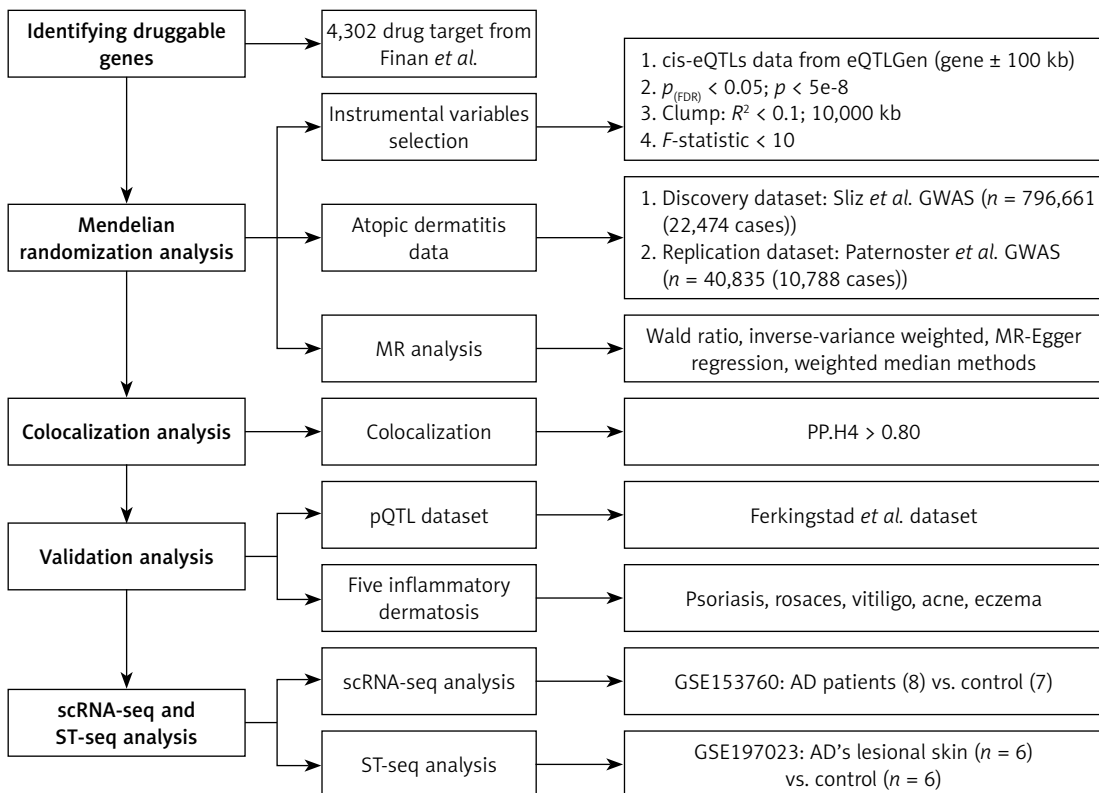 Identifying druggable
genes
4,302 drug target from
Finan et al.
Instrumental variables
selection
1. cis-eQTLs data from eQTLGen (gene ± 100 kb)
2. p(FDR) < 0.05; p < 5e-8
3. Clump: R² < 0.1; 10,000 kb
4. F-statistic < 10
Mendelian
randomization analysis
Atopic dermatitis
data
1. Discovery dataset: Sliz et al. GWAS (n = 796,661
(22,474 cases))
2. Replication dataset: Paternoster et al. GWAS
(n = 40,835 (10,788 cases))
MR analysis
Wald ratio, inverse-variance weighted, MR-Egger
regression, weighted median methods
Colocalization analysis
Colocalization
PP.H4 > 0.80
Validation analysis
pQTL dataset
Ferkingstad et al. dataset
Five inflammatory
dermatosis
Psoriasis, rosaces, vitiligo, acne, eczema
scRNA-seq and
ST-seq analysis
scRNA-seq analysis
GSE153760: AD patients (8) vs. control (7)
ST-seq analysis
GSE197023: AD's lesional skin (n = 6)
vs. control (n = 6)